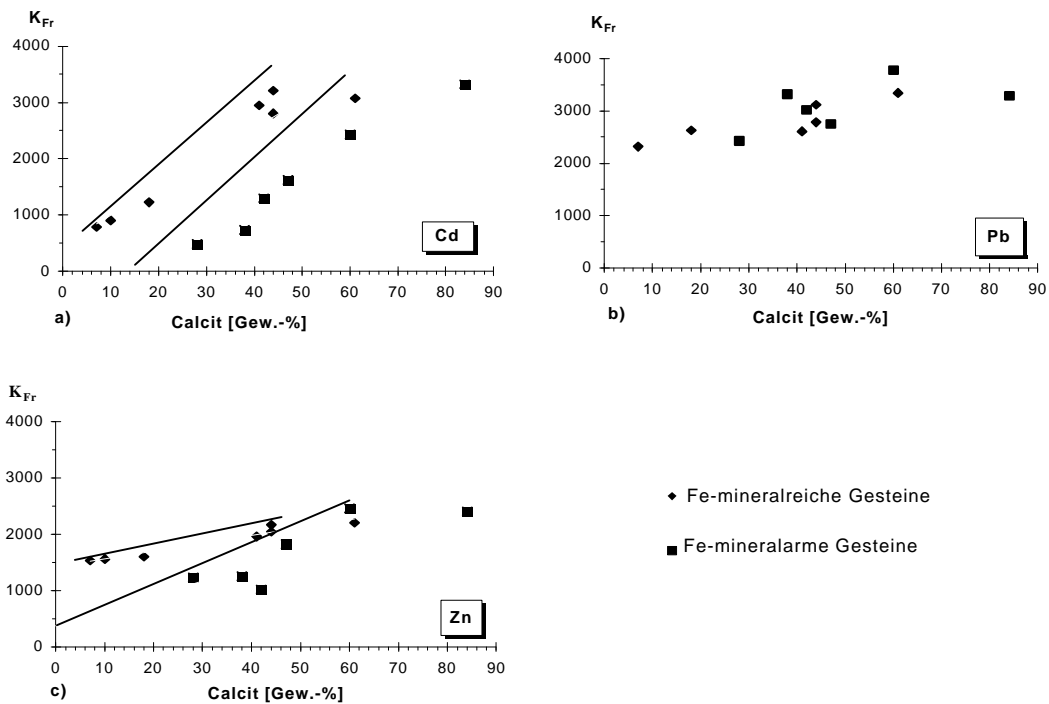 K_Fr
4000
3000
2000
1000
0
0 10 20 30 40 50 60 70 80 90
Cd
a)
Calcit [Gew.-%]
K_Fr
4000
3000
2000
1000
0
0 10 20 30 40 50 60 70 80 90
Pb
b)
Calcit [Gew.-%]
K_Fr
4000
3000
2000
1000
0
0 10 20 30 40 50 60 70 80 90
Zn
c)
Calcit [Gew.-%]
Fe-mineralreiche Gesteine
Fe-mineralarme Gesteine